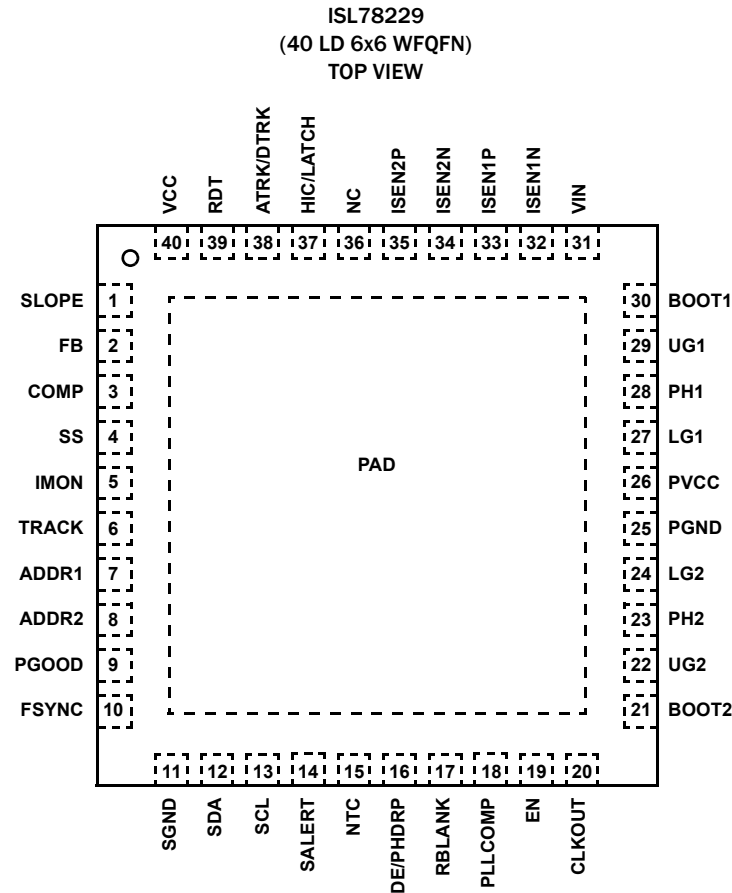 ISL78229
(40 LD 6x6 WFQFN)
TOP VIEW
VCC
RDT
ATRK/DTRK
HIC/LATCH
NC
ISEN2P
ISEN2N
ISEN1P
ISEN1N
VIN
40 39 38 37 36 35 34 33 32 31
SLOPE 1
FB 2
COMP 3
SS 4
IMON 5
TRACK 6
ADDR1 7
ADDR2 8
PGOOD 9
FSYNC 10
PAD
30 BOOT1
29 UG1
28 PH1
27 LG1
26 PVCC
25 PGND
24 LG2
23 PH2
22 UG2
21 BOOT2
11 12 13 14 15 16 17 18 19 20
SGND
SDA
SCL
SALERT
NTC
DE/PHDRP
RBLANK
PLLCOMP
EN
CLKOUT